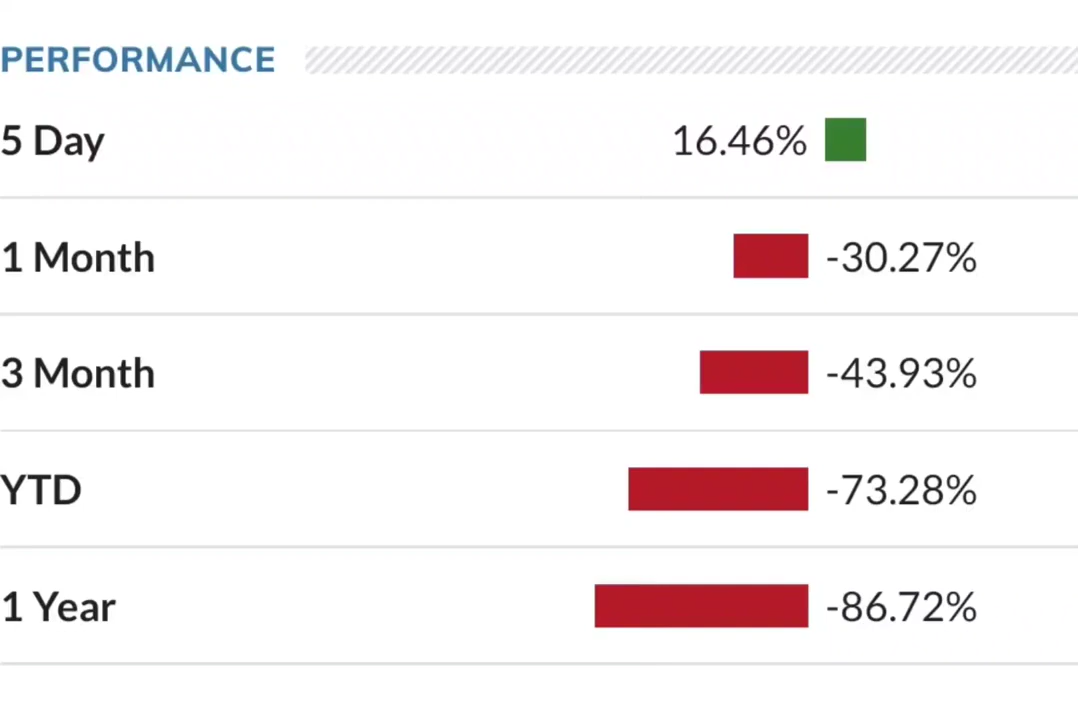 PERFORMANCE
5 Day 16.46%
1 Month -30.27%
3 Month -43.93%
YTD -73.28%
1 Year -86.72%